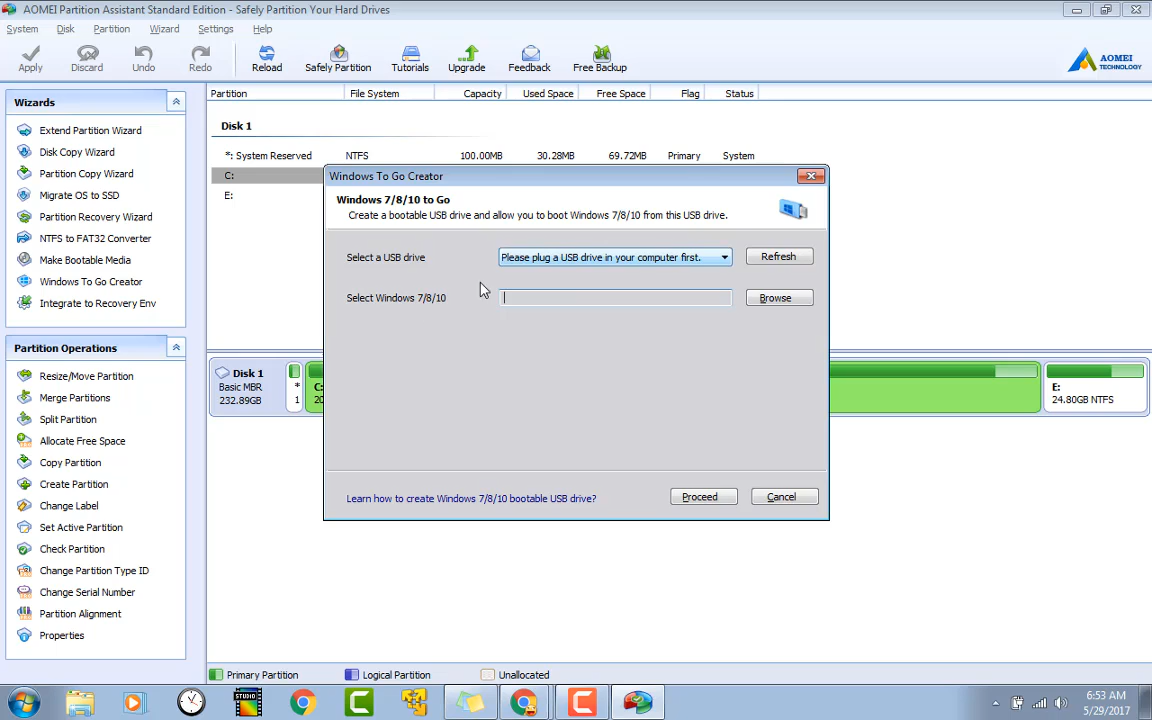 AOMEI Partition Assistant Standard Edition - Safely Partition Your Hard Drives
System Disk Partition Wizard Settings Help
Apply Discard Undo Redo Reload Safely Partition Tutorials Upgrade Feedback Free Backup
AOMEI
TECHNOLOGY
Wizards
Extend Partition Wizard
Disk Copy Wizard
Partition Copy Wizard
Migrate OS to SSD
Partition Recovery Wizard
NTFS to FAT32 Converter
Make Bootable Media
Windows To Go Creator
Integrate to Recovery Env
Partition Operations
Resize/Move Partition
Merge Partitions
Split Partition
Allocate Free Space
Copy Partition
Create Partition
Change Label
Set Active Partition
Check Partition
Change Partition Type ID
Change Serial Number
Partition Alignment
Properties
Partition File System Capacity Used Space Free Space Flag Status
Disk 1
*: System Reserved NTFS 100.00MB 30.28MB 69.72MB Primary System
C:
E:
Windows To Go Creator
Windows 7/8/10 to Go
Create a bootable USB drive and allow you to boot Windows 7/8/10 from this USB drive.
Select a USB drive Please plug a USB drive in your computer first. Refresh
Select Windows 7/8/10 Browse
Learn how to create Windows 7/8/10 bootable USB drive? Proceed Cancel
Disk 1
Basic MBR
232.89GB
*
1
C:
20
E:
24.80GB NTFS
Primary Partition Logical Partition Unallocated
STUDIO
6:53 AM
5/29/2017